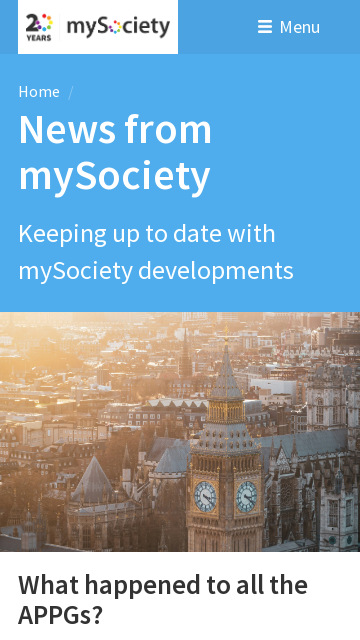 20 YEARS
mySociety
Menu
Home /
News from
mySociety
Keeping up to date with
mySociety developments
What happened to all the
APPGs?